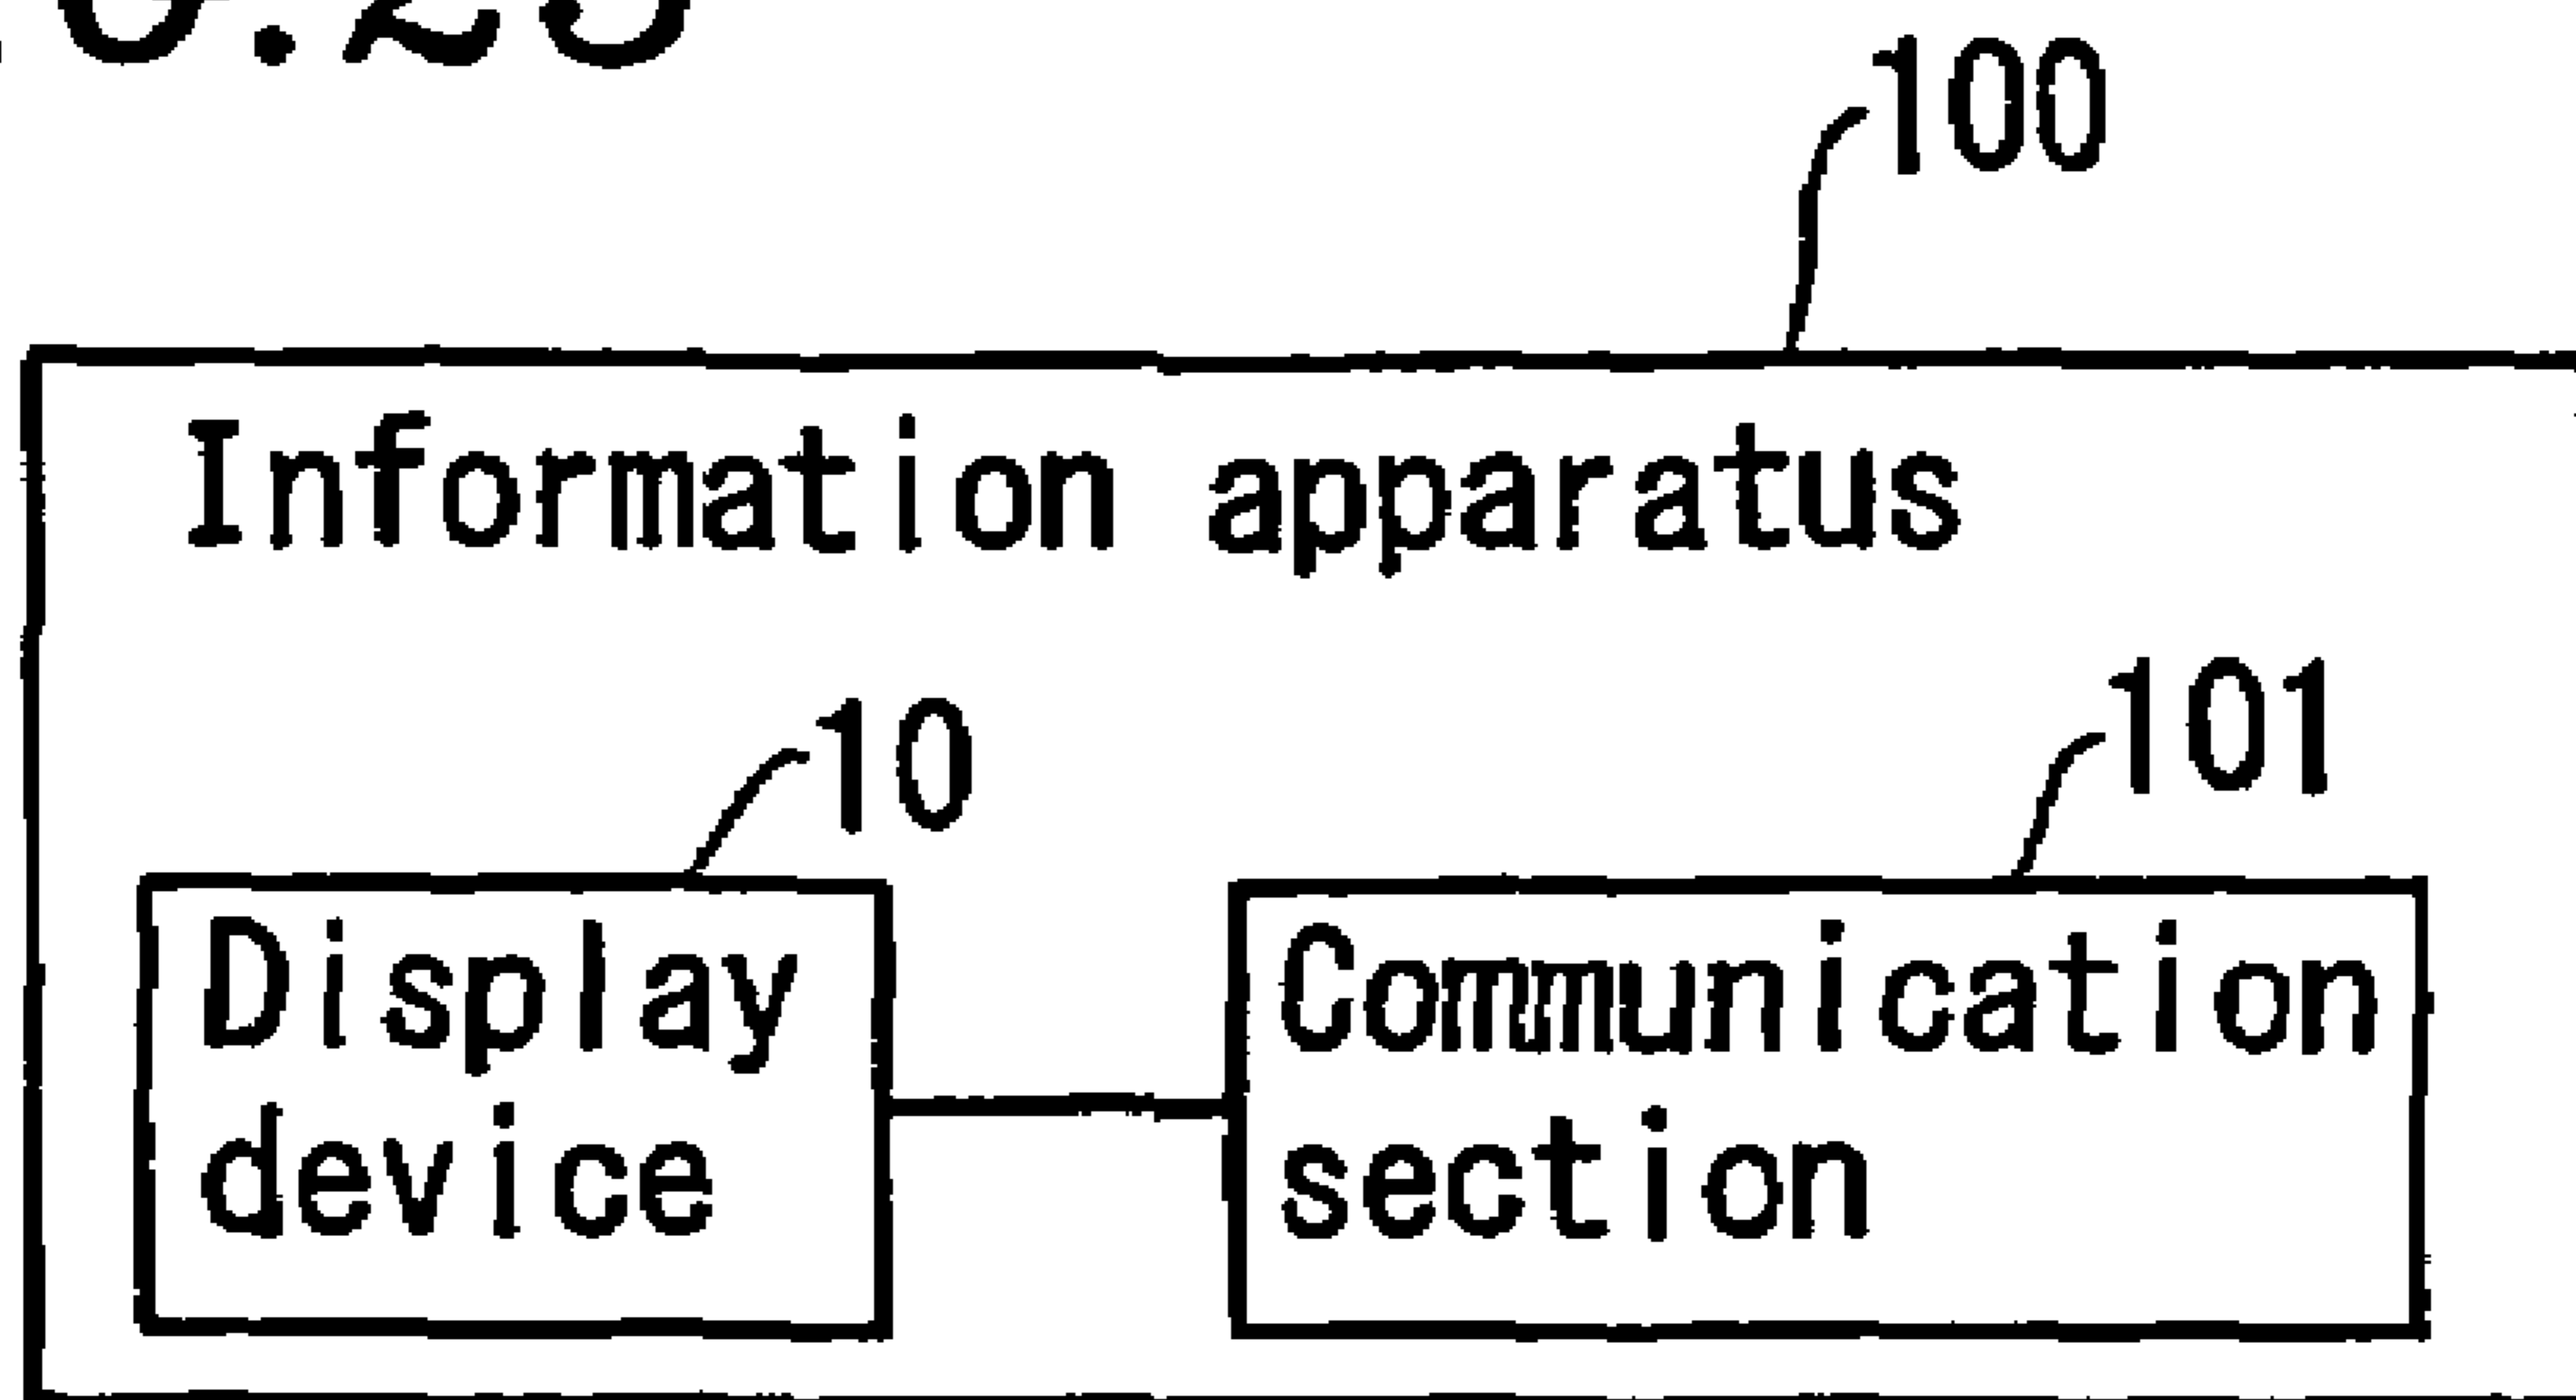 100
Information apparatus
10
101
Display
device
Communication
section